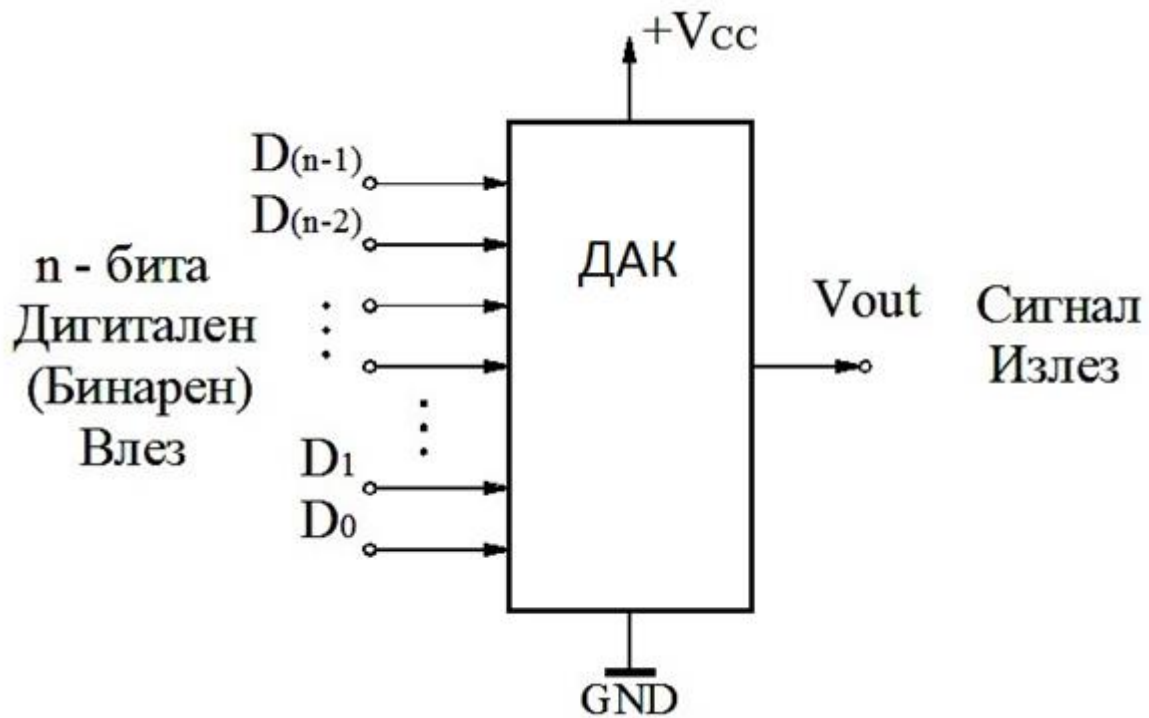 +Vcc
D(n-1)
D(n-2)
n - бита
Дигитален
(Бинарен)
Влез
D1
D0
ДАК
Vout
Сигнал
Излез
GND